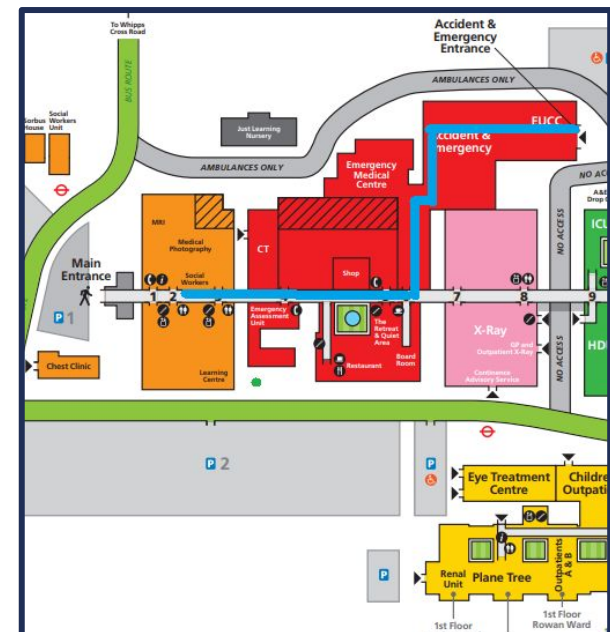 To Whipps
Cross Road
BUS ROUTE
Accident &
Emergency
Entrance
AMBULANCES ONLY
Sorbus
House
Social
Workers
Unit
Just Learning
Nursery
AMBULANCES ONLY
EUCC
Accident &
Emergency
Emergency
Medical
Centre
NO ACC
A&E
Drop O
NO ACCESS
ICU
MRI
Medical
Photography
Social
Workers
CT
Shop
Main
Entrance
1
2
7
8
9
P 1
Emergency
Assessment
Unit
The
Retreat
& Quiet
Area
Restaurant
Board
Room
X-Ray
GP and
Outpatient X-Ray
Continence
Advisory Service
NO ACCESS
HDU
Chest Clinic
Learning
Centre
P 2
P
Eye Treatment
Centre
Childre
Outpati
P
Renal
Unit
Plane Tree
Outpatients
A & B
1st Floor
1st Floor
Rowan Ward